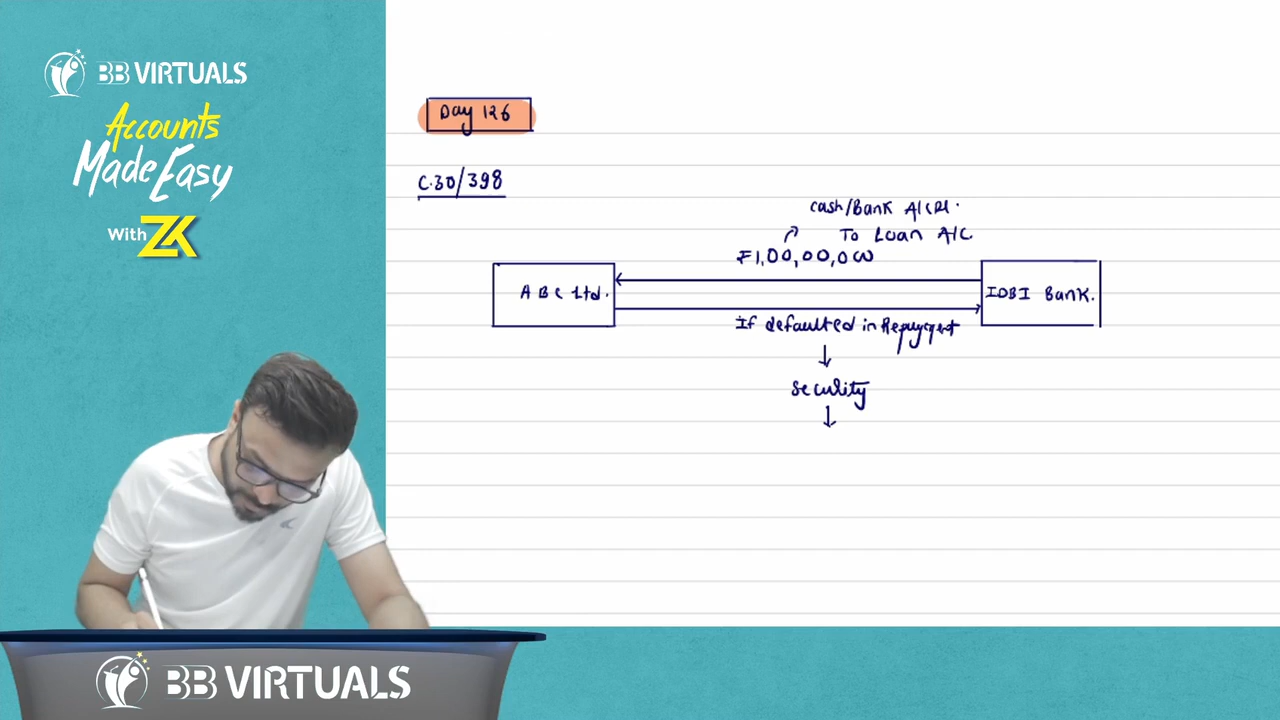 BB VIRTUALS
Accounts
Made Easy
With ZK
Day 126
C.30/398
Cash/Bank A/C Dr.
To Loan A/C
₹1,00,00,000
ABC Ltd.
IDBI Bank.
If defaulted in Repayment
Security
BB VIRTUALS